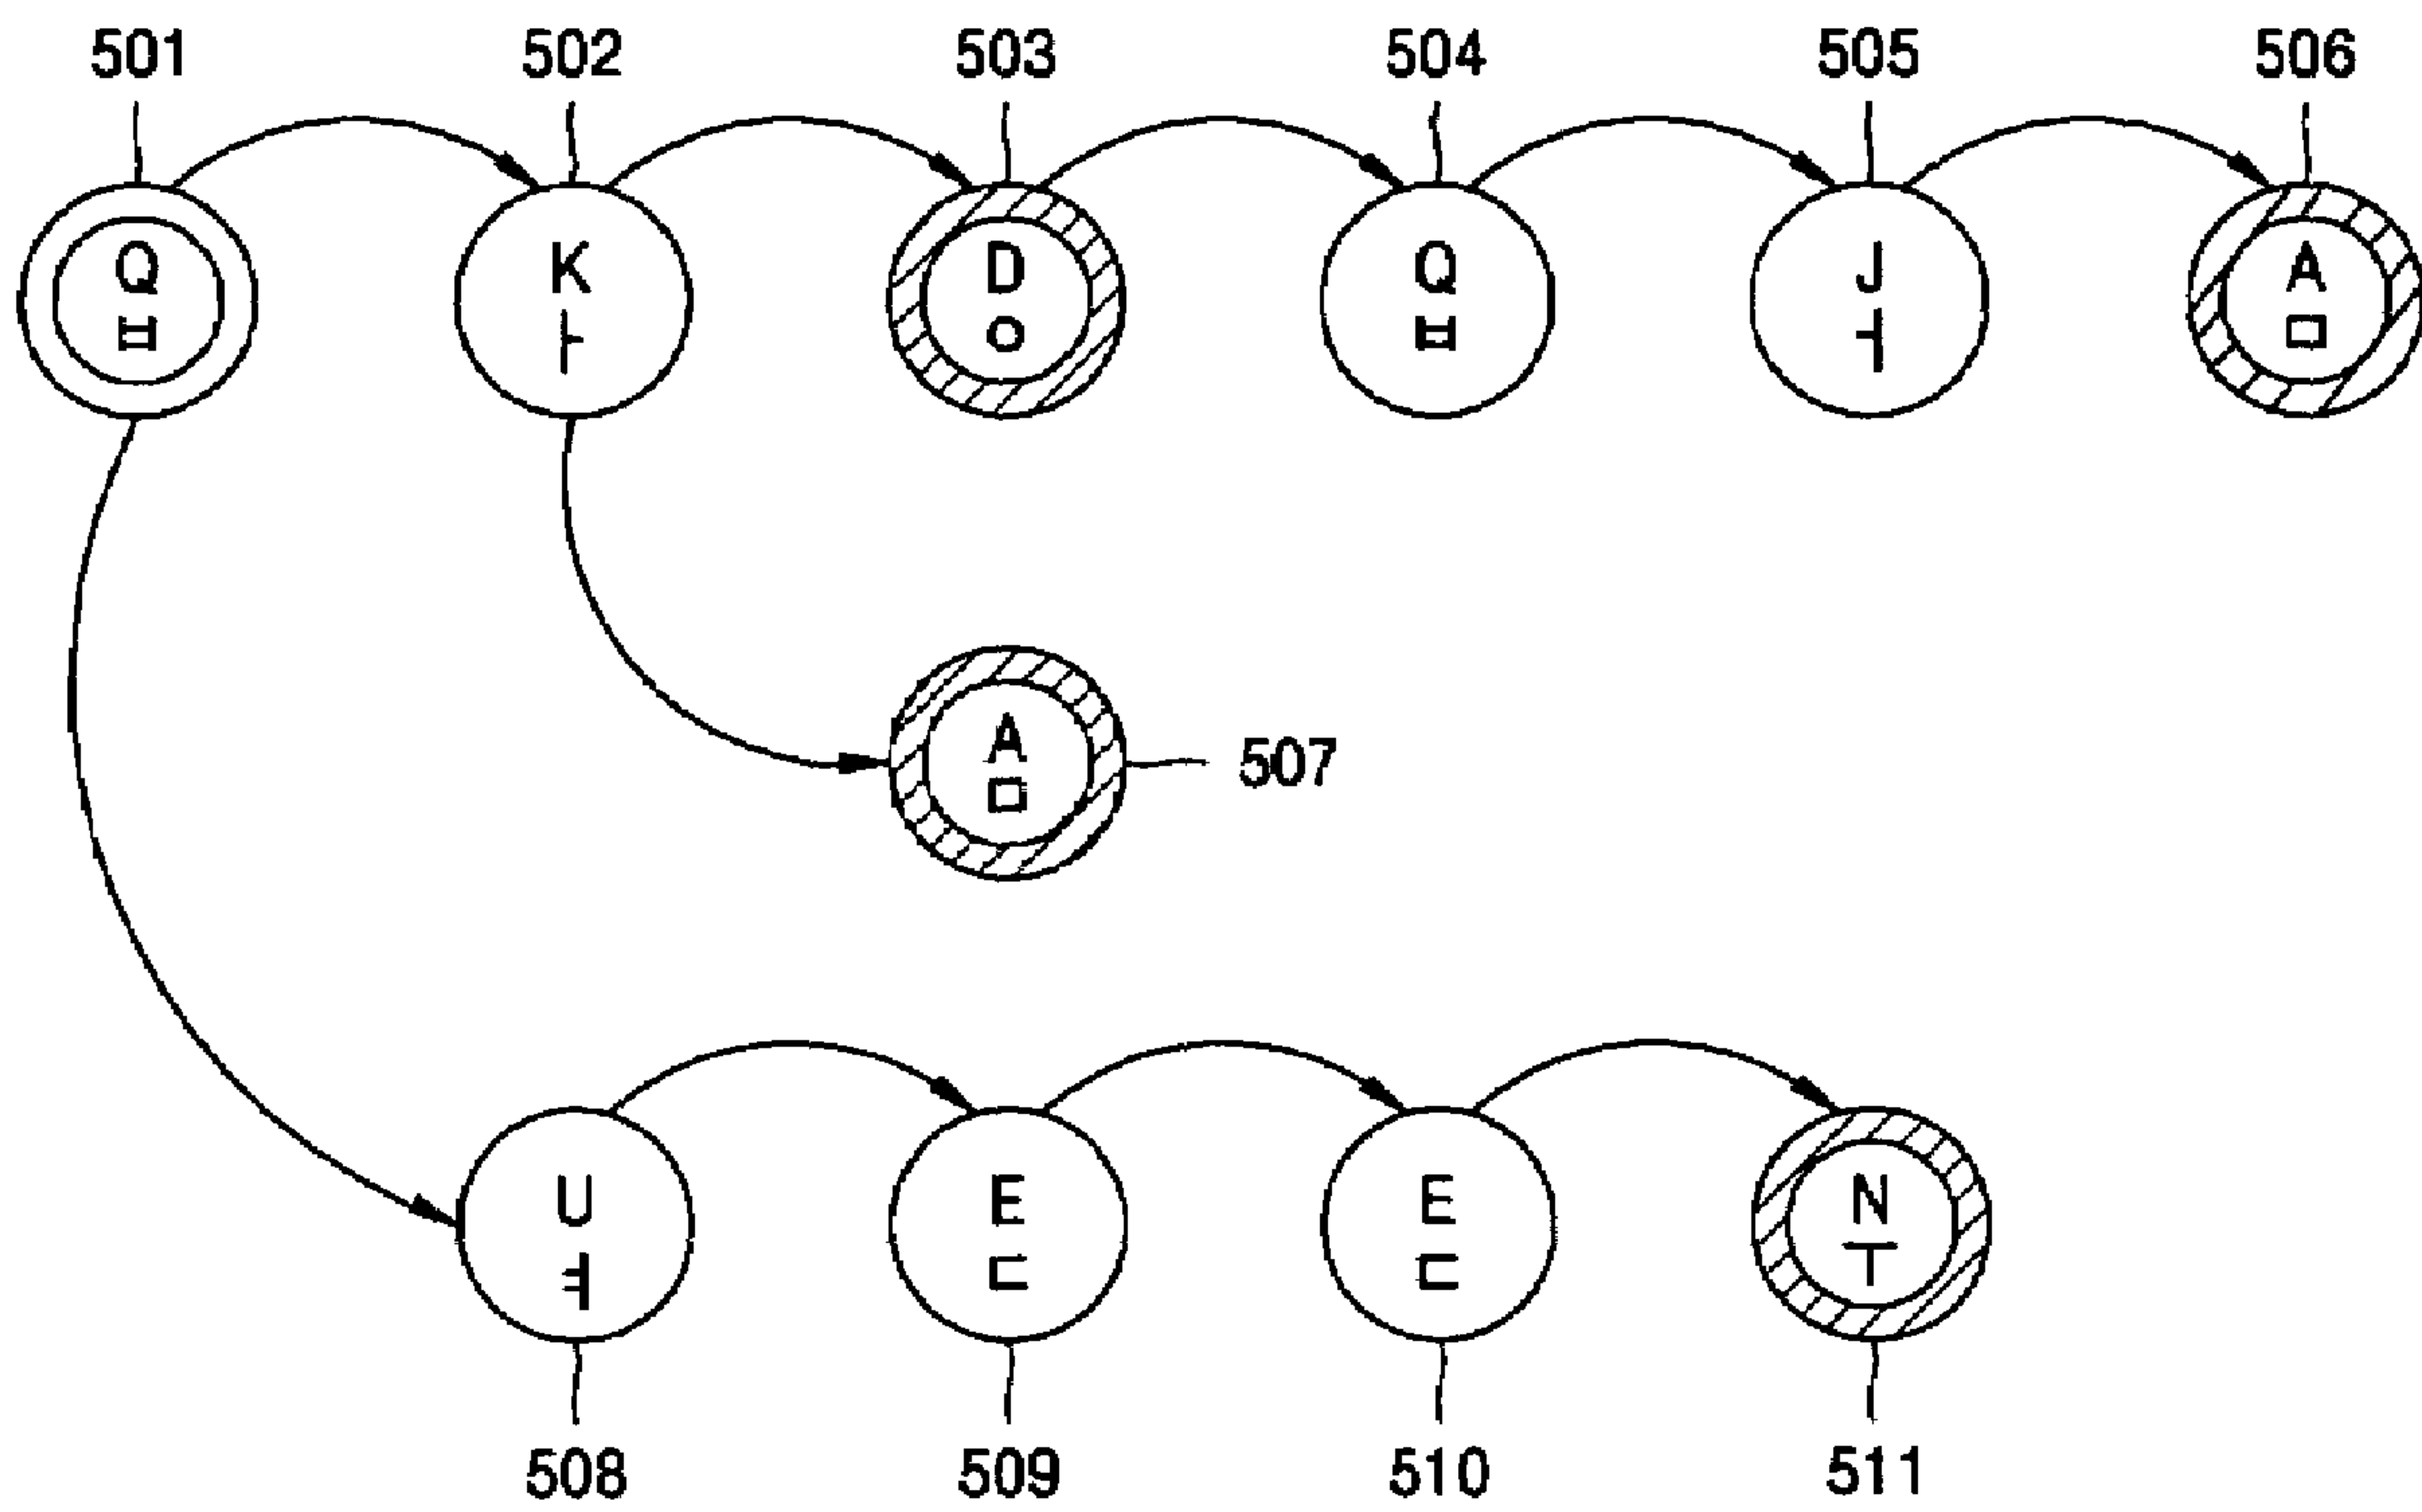 501 502 503 504 505 506
Q K D Q J A
ㅂ ㅏ ㅇ ㅂ ㅓ ㅁ
A
ㅁ
507
U E E N
ㅕ ㄷ ㄷ ㅜ
508 509 510 511